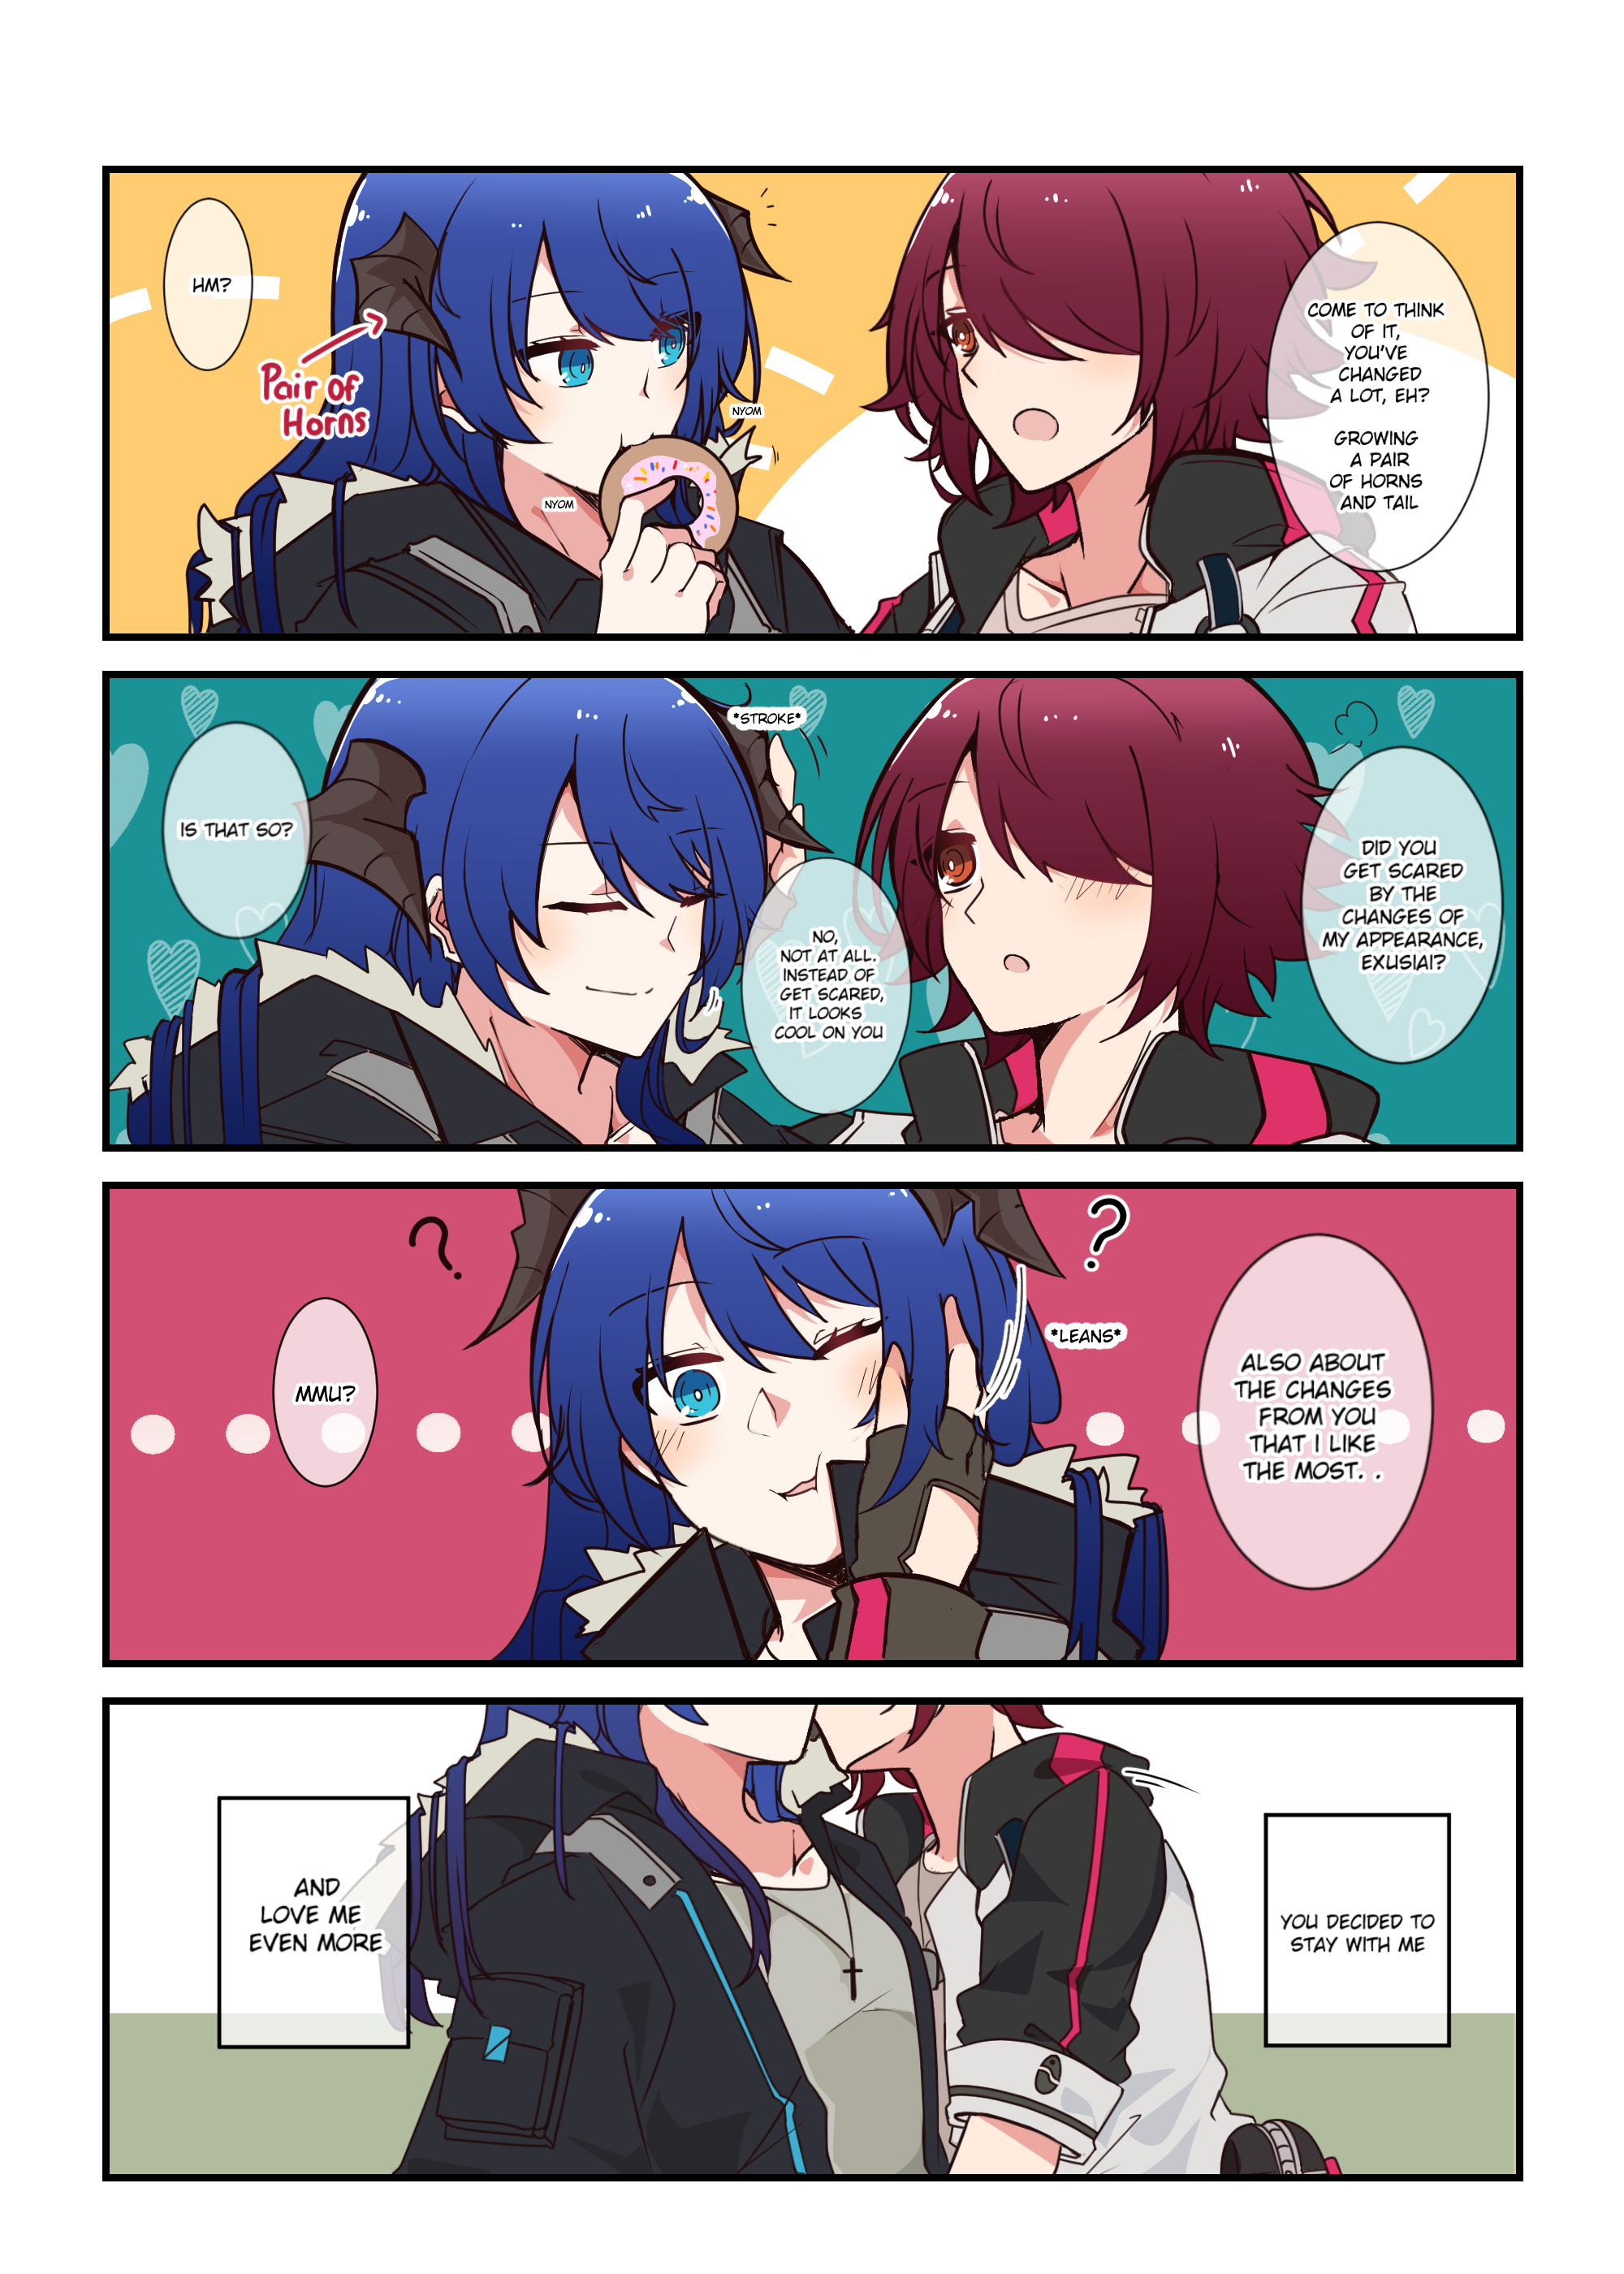 COME TO THINK
OF IT,
YOU'VE
CHANGED
A LOT, EH?
GROWING
A PAIR
OF HORNS
AND TAIL
HM?
Pair of
Horns
NYOM
NYOM
DID YOU
GET SCARED
BY THE
CHANGES OF
MY APPEARANCE,
EXUSIAI?
*STROKE*
NO,
NOT AT ALL.
INSTEAD OF
GET SCARED,
IT LOOKS
COOL ON YOU
IS THAT SO?
?
ALSO ABOUT
THE CHANGES
FROM YOU
THAT I LIKE
THE MOST. .
*LEANS*
?
MMU?
YOU DECIDED TO
STAY WITH ME
AND
LOVE ME
EVEN MORE